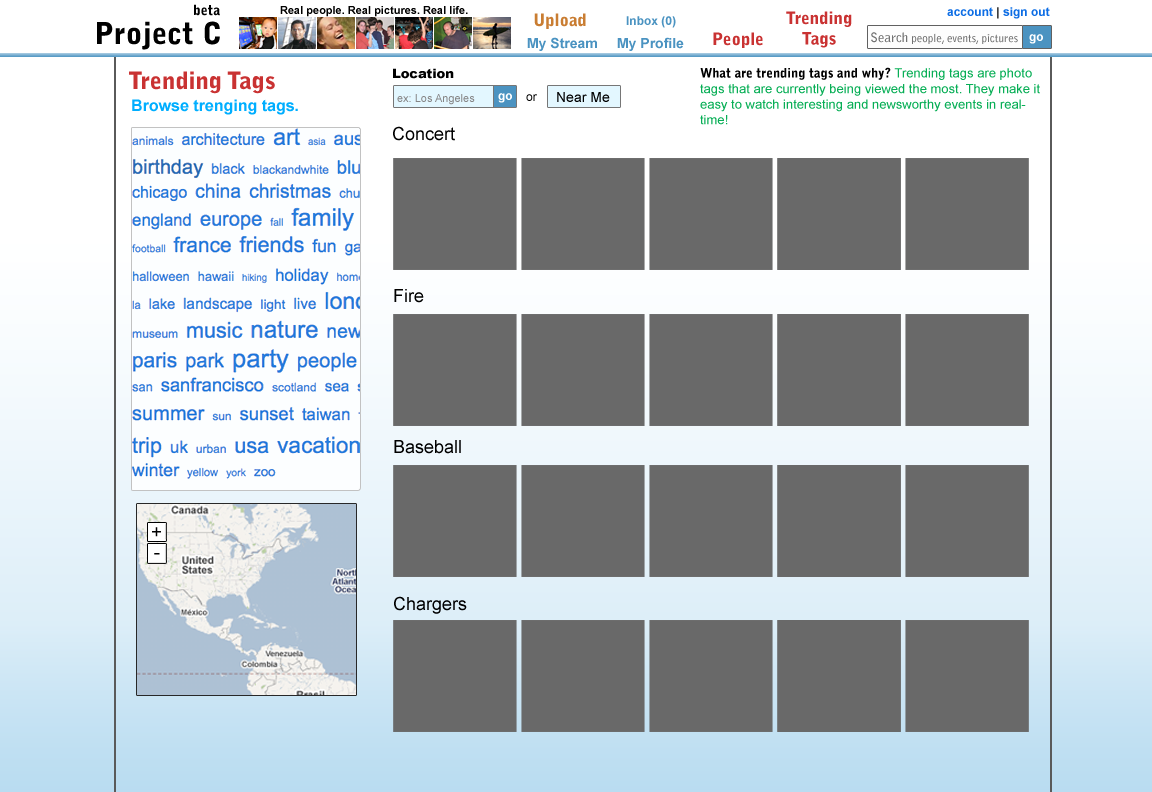 beta
Project C
Real people. Real pictures. Real life.
Upload
My Stream
Inbox (0)
My Profile
People
Trending
Tags
account | sign out
Search people, events, pictures
go
Trending Tags
Browse trenging tags.
animals architecture art asia aus
birthday black blackandwhite blu
chicago china christmas chu
england europe fall family
football france friends fun ga
halloween hawaii hiking holiday hom
la lake landscape light live lond
museum music nature new
paris park party people
san sanfrancisco scotland sea
summer sun sunset taiwan
trip uk urban usa vacation
winter yellow york zoo
Canada
+
-
United
States
North
Atlant
Ocea
México
Venezuela
Colombia
Brasil
Location
ex: Los Angeles
go
or
Near Me
What are trending tags and why? Trending tags are photo
tags that are currently being viewed the most. They make it
easy to watch interesting and newsworthy events in real-
time!
Concert
Fire
Baseball
Chargers